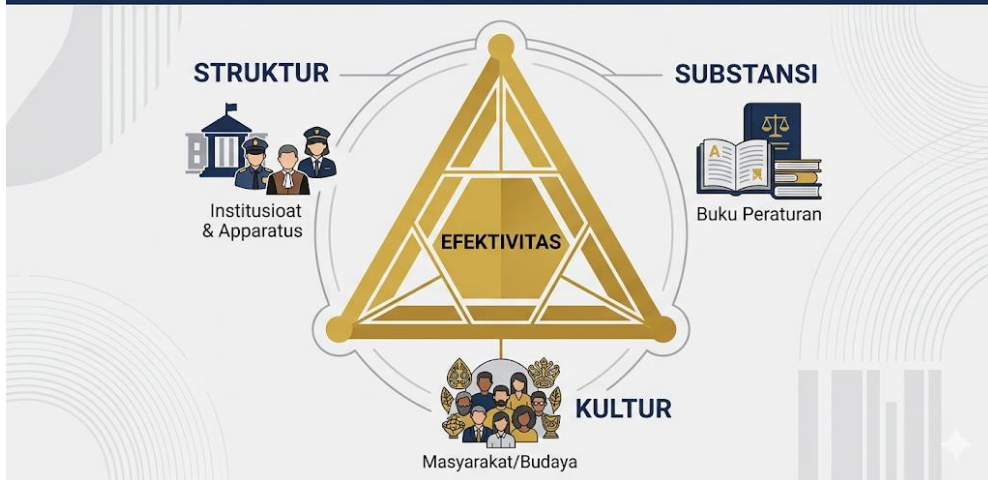 STRUKTUR
SUBSTANSI
Institusioat
& Apparatus
A
Buku Peraturan
EFEKTIVITAS
KULTUR
Masyarakat/Budaya